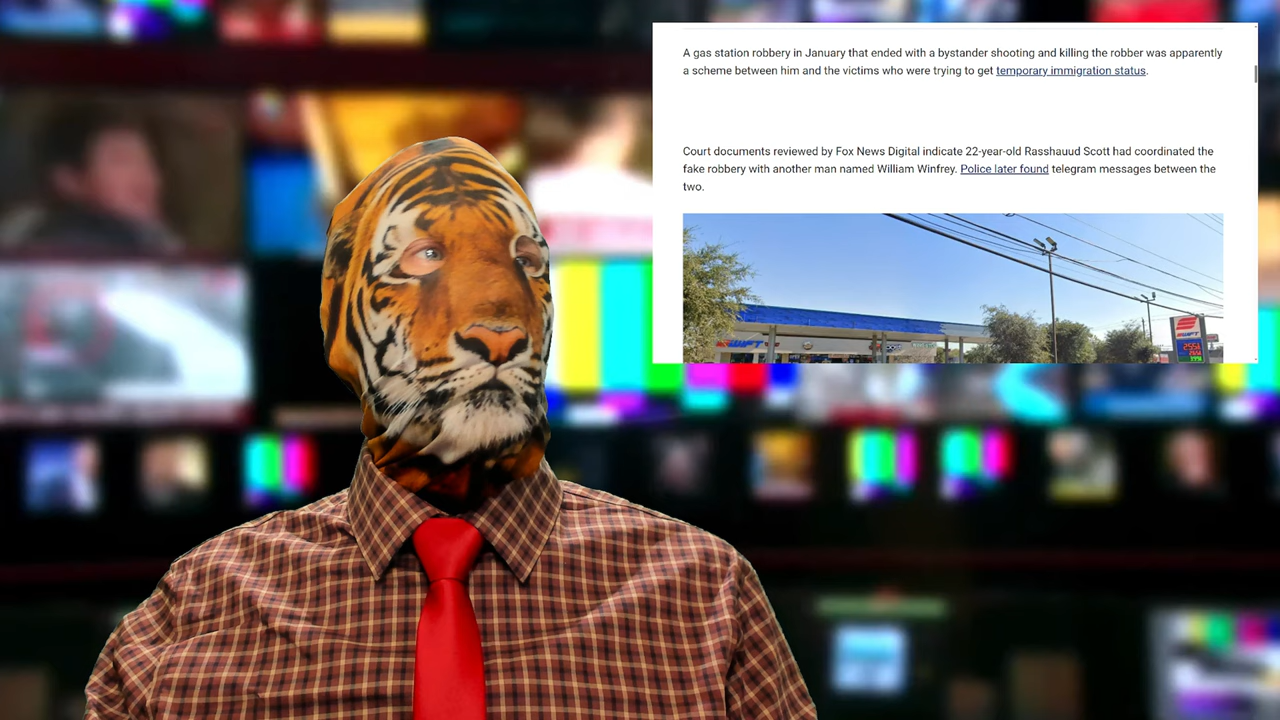 A gas station robbery in January that ended with a bystander shooting and killing the robber was apparently
a scheme between him and the victims who were trying to get temporary immigration status.
Court documents reviewed by Fox News Digital indicate 22-year-old Rasshauud Scott had coordinated the
fake robbery with another man named William Winfrey. Police later found telegram messages between the
two.